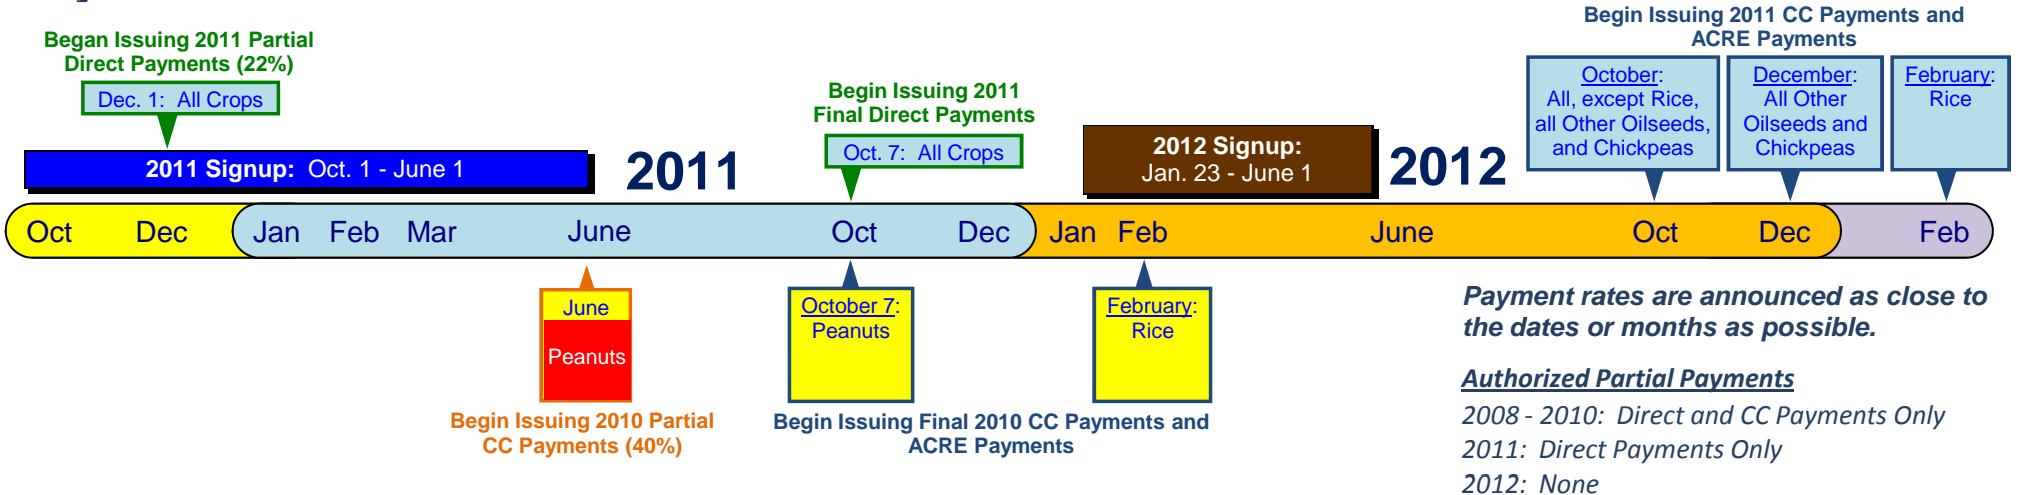 Began Issuing 2011 Partial
Direct Payments (22%)
Dec. 1:  All Crops
2011 Signup:  Oct. 1 - June 1
2011
Begin Issuing 2011
Final Direct Payments
Oct. 7:  All Crops
2012 Signup:
Jan. 23 - June 1
2012
Begin Issuing 2011 CC Payments and
ACRE Payments
October:
All, except Rice,
all Other Oilseeds,
and Chickpeas
December:
All Other
Oilseeds and
Chickpeas
February:
Rice
Oct Dec Jan Feb Mar June Oct Dec Jan Feb June Oct Dec Feb
June
Peanuts
Begin Issuing 2010 Partial
CC Payments (40%)
October 7:
Peanuts
February:
Rice
Begin Issuing Final 2010 CC Payments and
ACRE Payments
Payment rates are announced as close to
the dates or months as possible.
Authorized Partial Payments
2008 - 2010:  Direct and CC Payments Only
2011:  Direct Payments Only
2012:  None